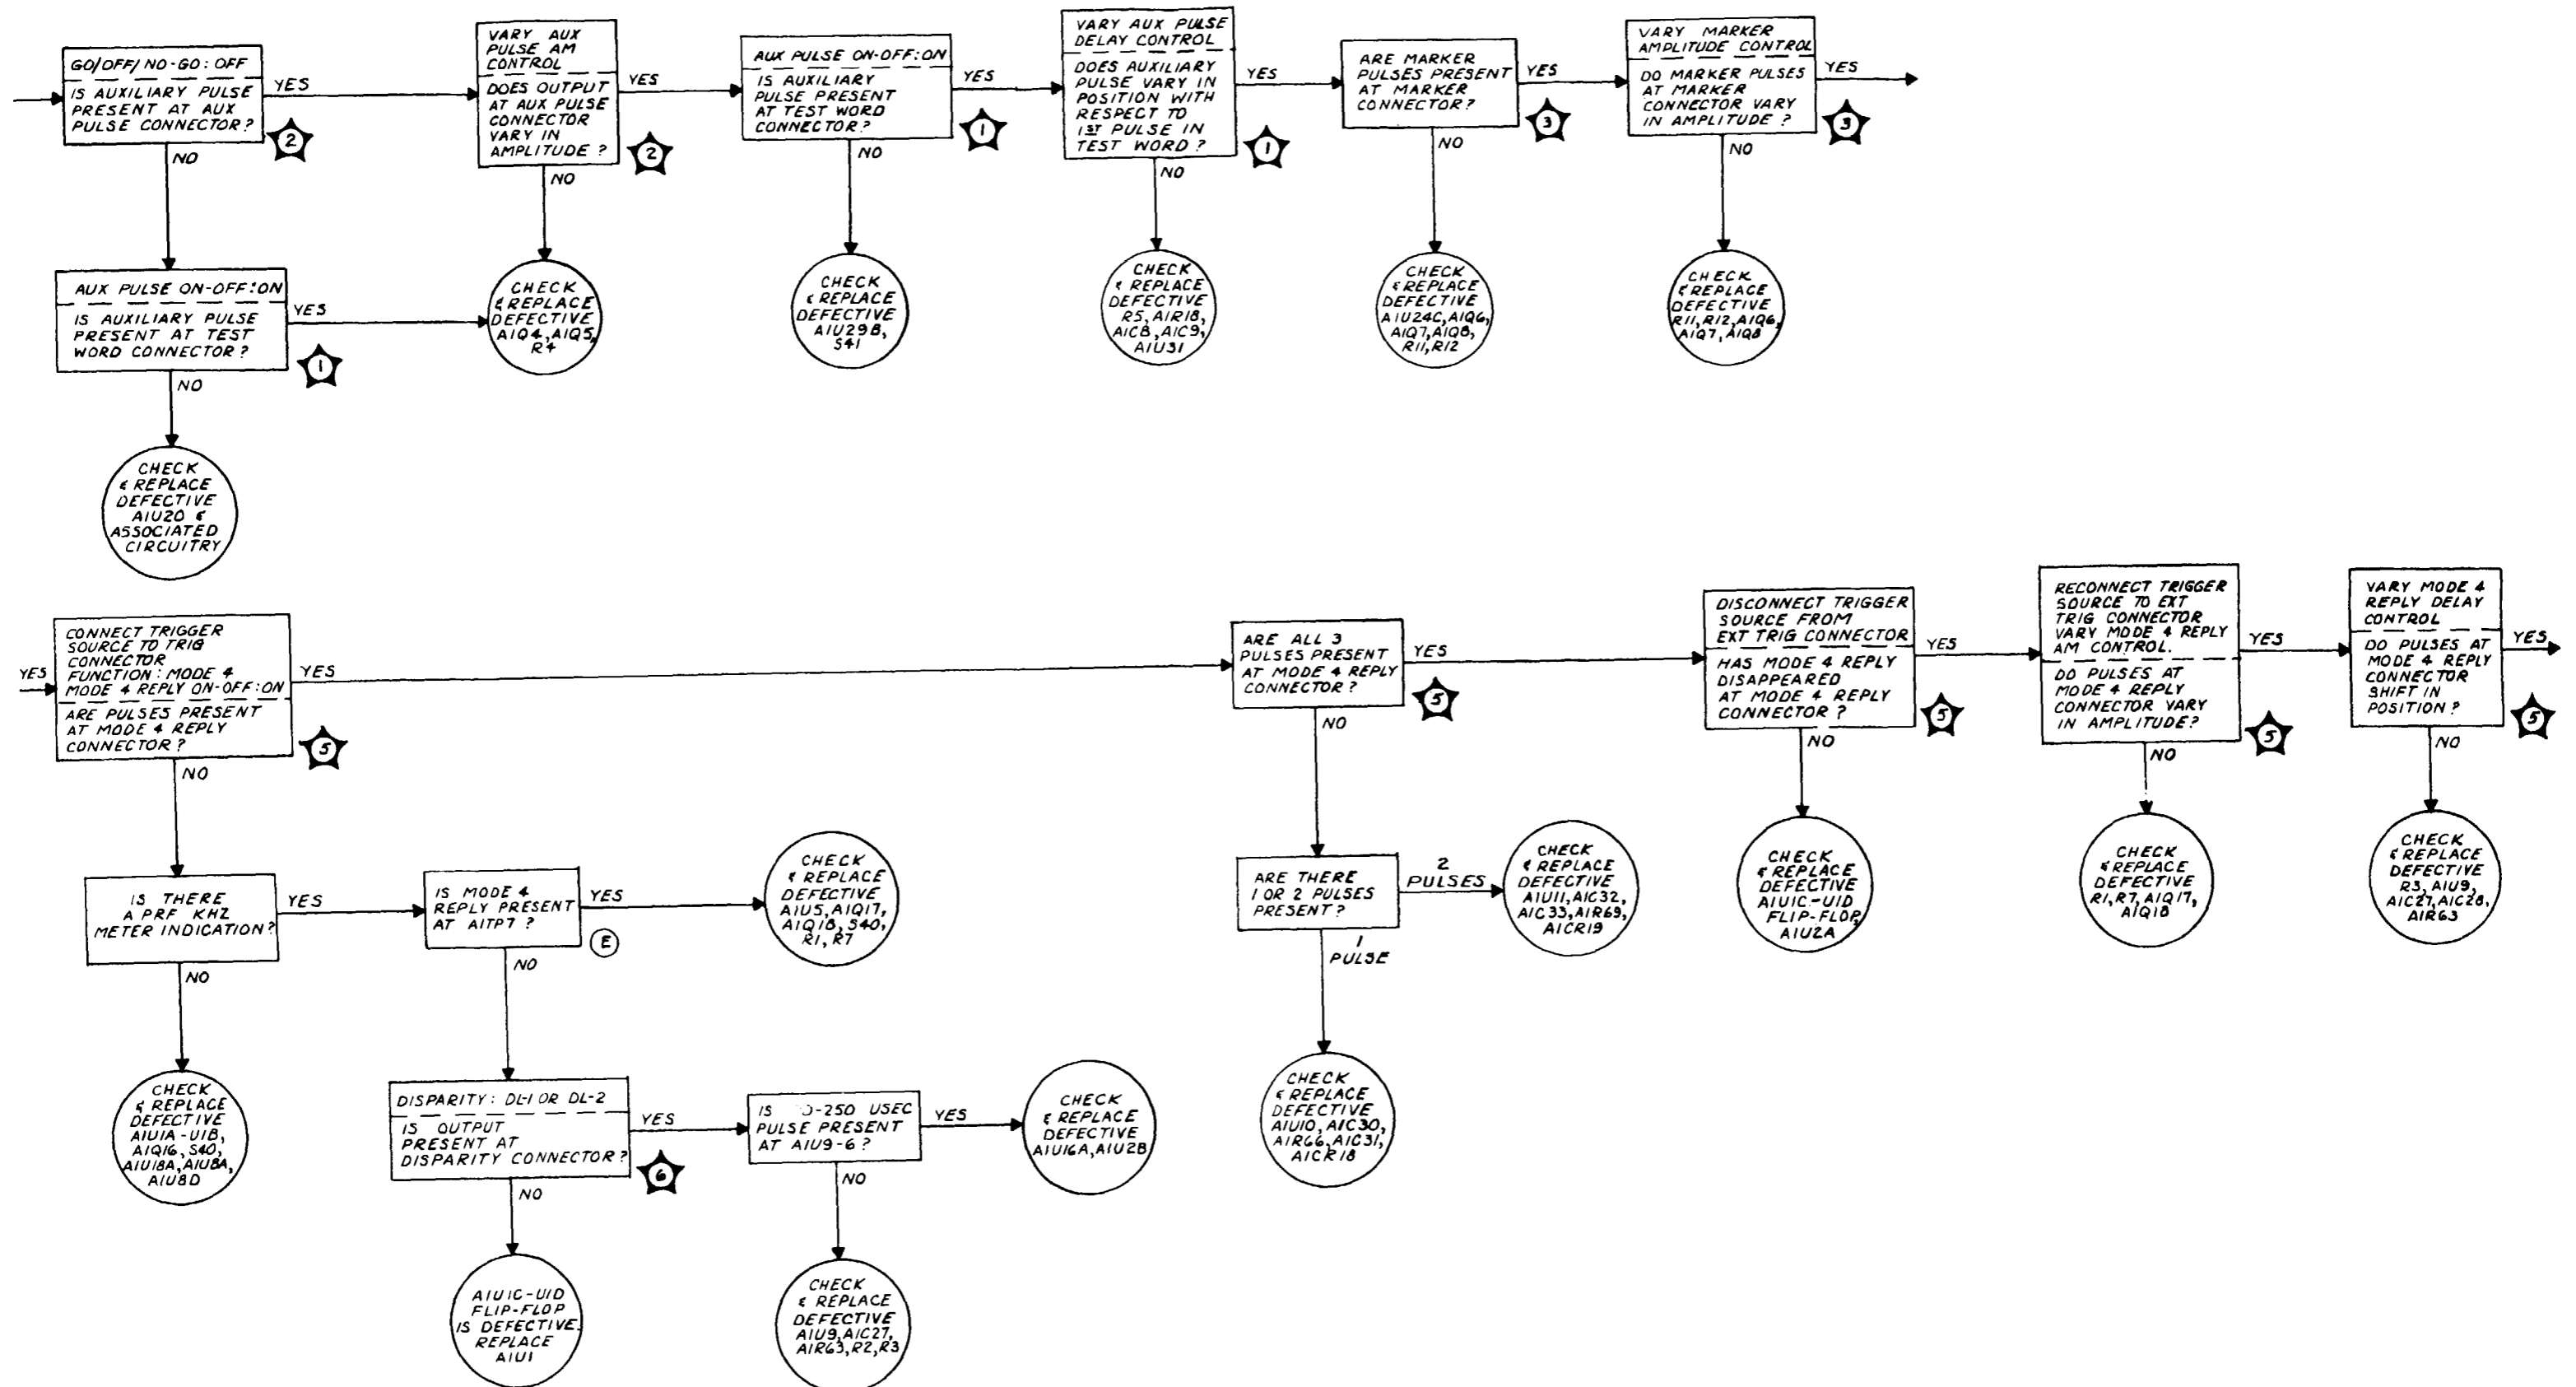 GO/OFF/NO-GO: OFF
IS AUXILIARY PULSE
PRESENT AT AUX
PULSE CONNECTOR?
YES
2
NO
VARY AUX
PULSE AM
CONTROL
DOES OUTPUT
AT AUX PULSE
CONNECTOR
VARY IN
AMPLITUDE ?
YES
2
NO
AUX PULSE ON-OFF:ON
IS AUXILIARY
PULSE PRESENT
AT TEST WORD
CONNECTOR?
YES
1
NO
VARY AUX PULSE
DELAY CONTROL
DOES AUXILIARY
PULSE VARY IN
POSITION WITH
RESPECT TO
1ST PULSE IN
TEST WORD ?
YES
1
NO
ARE MARKER
PULSES PRESENT
AT MARKER
CONNECTOR?
YES
3
NO
VARY MARKER
AMPLITUDE CONTROL
DO MARKER PULSES
AT MARKER
CONNECTOR VARY
IN AMPLITUDE ?
YES
3
NO
AUX PULSE ON-OFF:ON
IS AUXILIARY PULSE
PRESENT AT TEST
WORD CONNECTOR?
YES
1
NO
CHECK
& REPLACE
DEFECTIVE
A1Q4,A1Q5,
R4
CHECK
& REPLACE
DEFECTIVE
A1U29B,
S41
CHECK
& REPLACE
DEFECTIVE
R5, A1R18,
A1C8, A1C9,
A1U31
CHECK
& REPLACE
DEFECTIVE
A1U24C,A1Q6,
A1Q7,A1Q8,
R11,R12
CHECK
& REPLACE
DEFECTIVE
R11,R12,A1Q6,
A1Q7,A1Q8
CHECK
& REPLACE
DEFECTIVE
A1U20 &
ASSOCIATED
CIRCUITRY
YES
CONNECT TRIGGER
SOURCE TO TRIG
CONNECTOR
FUNCTION: MODE 4
MODE 4 REPLY ON-OFF:ON
ARE PULSES PRESENT
AT MODE 4 REPLY
CONNECTOR?
YES
5
NO
ARE ALL 3
PULSES PRESENT
AT MODE 4 REPLY
CONNECTOR ?
YES
5
NO
DISCONNECT TRIGGER
SOURCE FROM
EXT TRIG CONNECTOR
HAS MODE 4 REPLY
DISAPPEARED
AT MODE 4 REPLY
CONNECTOR ?
YES
5
NO
RECONNECT TRIGGER
SOURCE TO EXT
TRIG CONNECTOR
VARY MODE 4 REPLY
AM CONTROL.
DO PULSES AT
MODE 4 REPLY
CONNECTOR VARY
IN AMPLITUDE?
YES
5
NO
VARY MODE 4
REPLY DELAY
CONTROL
DO PULSES AT
MODE 4 REPLY
CONNECTOR
SHIFT IN
POSITION ?
YES
5
NO
IS THERE
A PRF KHZ
METER INDICATION?
YES
NO
IS MODE 4
REPLY PRESENT
AT A1TP7 ?
YES
E
NO
CHECK
& REPLACE
DEFECTIVE
A1U5, A1Q17,
A1Q18, S40,
R1, R7
ARE THERE
1 OR 2 PULSES
PRESENT?
2
PULSES
1
PULSE
CHECK
& REPLACE
DEFECTIVE
A1U11,A1C32,
A1C33,A1R69,
A1CR19
CHECK
& REPLACE
DEFECTIVE
A1U1C-U1D
FLIP-FLOP,
A1U2A
CHECK
& REPLACE
DEFECTIVE
R1,R7,A1Q17,
A1Q18
CHECK
& REPLACE
DEFECTIVE
R3, A1U9,
A1C27,A1C28,
A1R63
CHECK
& REPLACE
DEFECTIVE
A1U1A-U1B,
A1Q16, S40,
A1U18A,A1U8A,
A1U8D
DISPARITY: DL-1 OR DL-2
IS OUTPUT
PRESENT AT
DISPARITY CONNECTOR?
YES
6
NO
IS 0-250 USEC
PULSE PRESENT
AT A1U9-6?
YES
NO
CHECK
& REPLACE
DEFECTIVE
A1U16A,A1U2B
CHECK
& REPLACE
DEFECTIVE
A1U10, A1C30,
A1R66,A1C31,
A1CR18
A1U1C-U1D
FLIP-FLOP
IS DEFECTIVE.
REPLACE
A1U1
CHECK
& REPLACE
DEFECTIVE
A1U9,A1C27,
A1R63,R2,R3